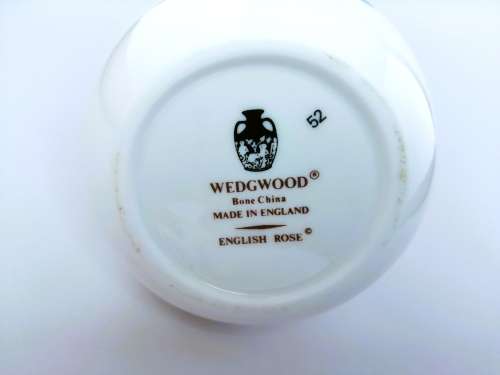 52
WEDGWOOD®
Bone China
MADE IN ENGLAND
ENGLISH ROSE©